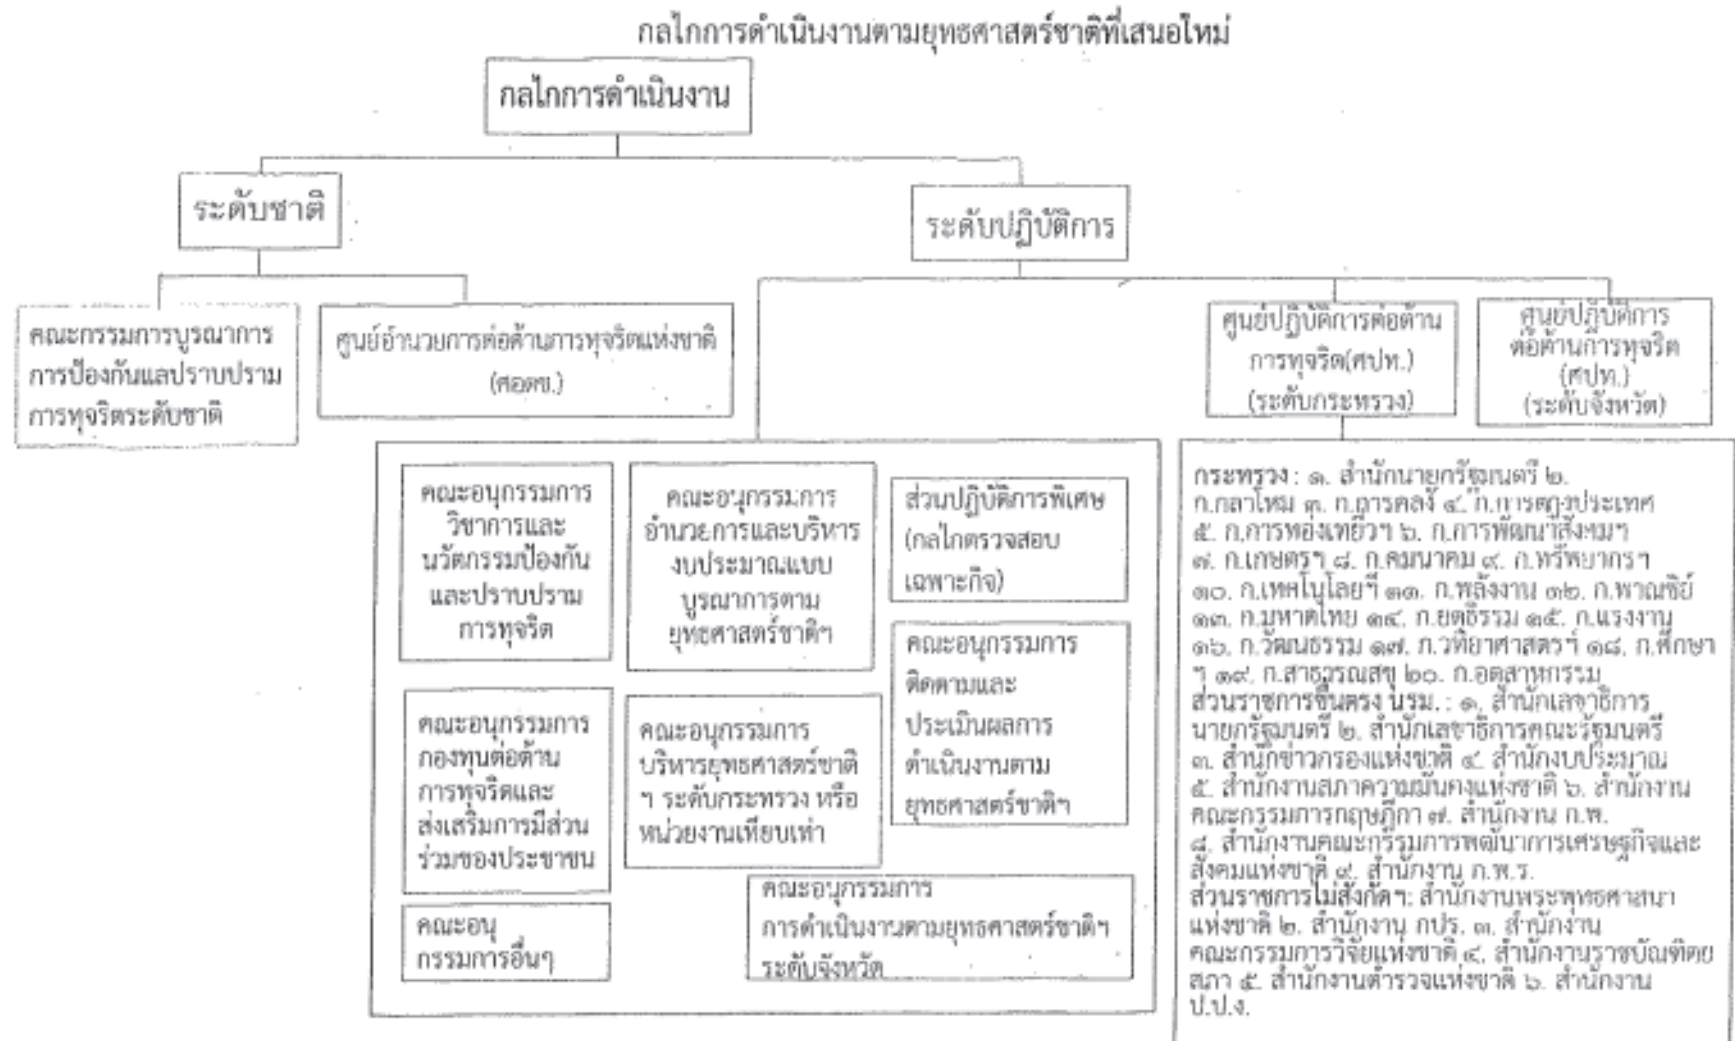 กลไกการดำเนินงานตามยุทธศาสตร์ชาติที่เสนอใหม่
กลไกการดำเนินงาน
ระดับชาติ
ระดับปฏิบัติการ
คณะกรรมการบูรณาการ
การป้องกันแลปราบปราม
การทุจริตระดับชาติ
ศูนย์อำนวยการต่อต้านการทุจริตแห่งชาติ
(ศอตช.)
ศูนย์ปฏิบัติการต่อต้าน
การทุจริต(ศปท.)
(ระดับกระทรวง)
ศูนย์ปฏิบัติการ
ต่อต้านการทุจริต
(ศปท.)
(ระดับจังหวัด)
คณะอนุกรรมการ
วิชาการและ
นวัตกรรมป้องกัน
และปราบปราม
การทุจริต
คณะอนุกรรมการ
อำนวยการและบริหาร
งบประมาณแบบ
บูรณาการตาม
ยุทธศาสตร์ชาติฯ
ส่วนปฏิบัติการพิเศษ
(กลไกตรวจสอบ
เฉพาะกิจ)
คณะอนุกรรมการ
ติดตามและ
ประเมินผลการ
ดำเนินงานตาม
ยุทธศาสตร์ชาติฯ
คณะอนุกรรมการ
กองทุนต่อต้าน
การทุจริตและ
ส่งเสริมการมีส่วน
ร่วมของประชาชน
คณะอนุกรรมการ
บริหารยุทธศาสตร์ชาติ
ฯ ระดับกระทรวง หรือ
หน่วยงานเทียบเท่า
คณะอนุ
กรรมการอื่นๆ
คณะอนุกรรมการ
การดำเนินงานตามยุทธศาสตร์ชาติฯ
ระดับจังหวัด
กระทรวง : ๑. สำนักนายกรัฐมนตรี ๒.
ก.กลาโหม ๓. ก.การคลัง ๔. ก.การต่างประเทศ
๕. ก.การท่องเที่ยวฯ ๖. ก.การพัฒนาสังคมฯ
๗. ก.เกษตรฯ ๘. ก.คมนาคม ๙. ก.ทรัพยากรฯ
๑๐. ก.เทคโนโลยีฯ ๑๑. ก.พลังงาน ๑๒. ก.พาณิชย์
๑๓. ก.มหาดไทย ๑๔. ก.ยุติธรรม ๑๕. ก.แรงงาน
๑๖. ก.วัฒนธรรม ๑๗. ก.วิทยาศาสตร์ฯ ๑๘. ก.ศึกษา
ฯ ๑๙. ก.สาธารณสุข ๒๐. ก.อุตสาหกรรม
ส่วนราชการขึ้นตรง นรม. : ๑. สำนักเลขาธิการ
นายกรัฐมนตรี ๒. สำนักเลขาธิการคณะรัฐมนตรี
๓. สำนักข่าวกรองแห่งชาติ ๔. สำนักงบประมาณ
๕. สำนักงานสภาความมั่นคงแห่งชาติ ๖. สำนักงาน
คณะกรรมการกฤษฎีกา ๗. สำนักงาน ก.พ.
๘. สำนักงานคณะกรรมการพัฒนาการเศรษฐกิจและ
สังคมแห่งชาติ ๙. สำนักงาน ก.พ.ร.
ส่วนราชการไม่สังกัดฯ: สำนักงานพระพุทธศาสนา
แห่งชาติ ๒. สำนักงาน กปร. ๓. สำนักงาน
คณะกรรมการวิจัยแห่งชาติ ๔. สำนักงานราชบัณฑิตย
สภา ๕. สำนักงานตำรวจแห่งชาติ ๖. สำนักงาน
ป.ป.ง.